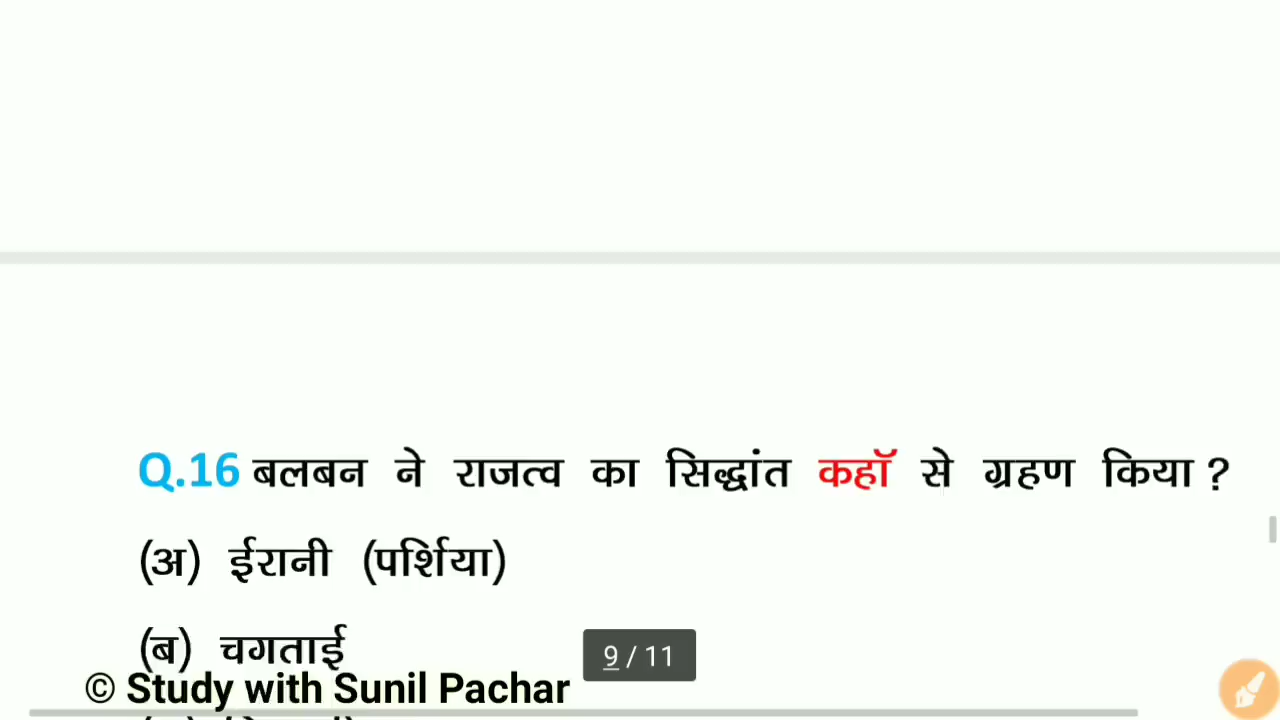 Q.16 बलबन ने राजत्व का सिद्धांत कहॉ से ग्रहण किया ?
(अ) ईरानी (पर्शिया)
(ब) चगताई
9 / 11
© Study with Sunil Pachar